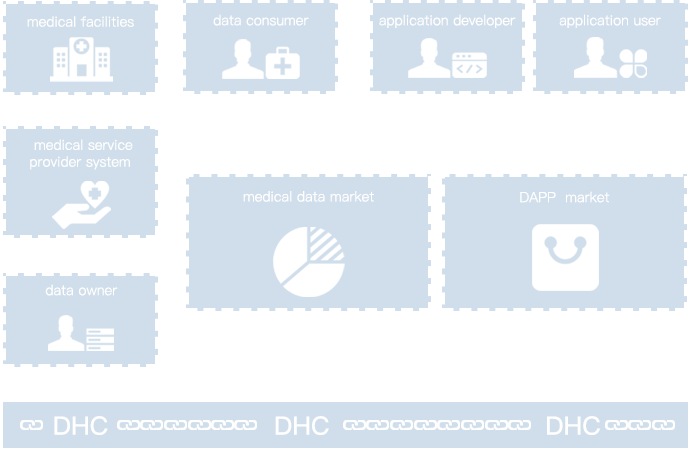 medical facilities
data consumer
application developer
application user
medical service
provider system
medical data market
DAPP market
data owner
DHC
DHC
DHC